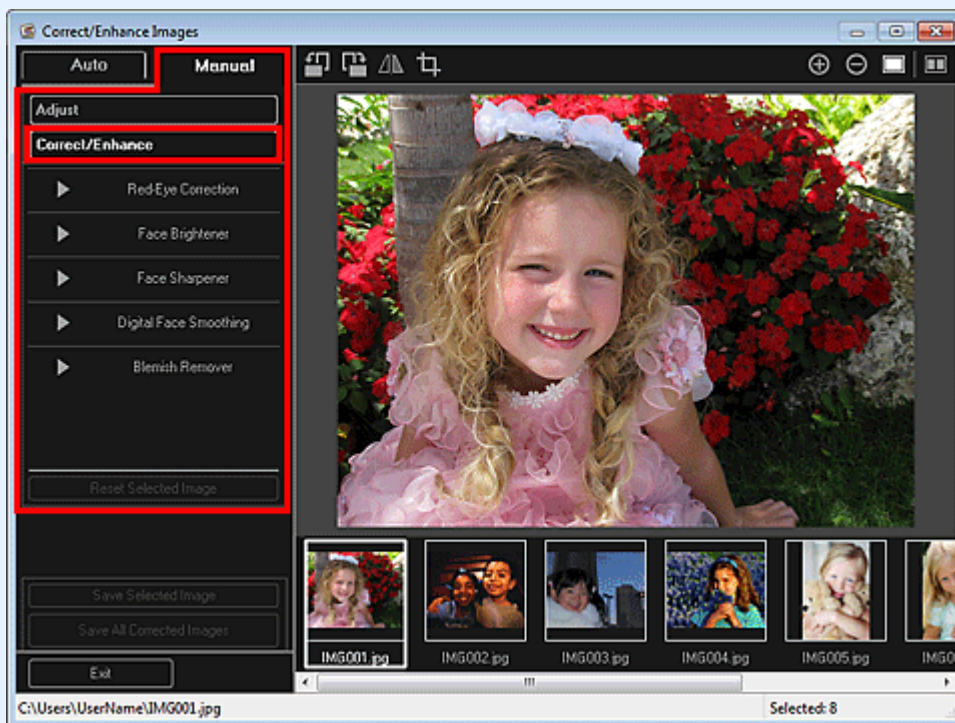 Correct/Enhance Images
Auto
Manual
Adjust
Correct/Enhance
Red-Eye Correction
Face Brightener
Face Sharpener
Digital Face Smoothing
Blemish Remover
Reset Selected Image
Save Selected Image
Save All Corrected Images
Exit
IMG001.jpg
IMG002.jpg
IMG003.jpg
IMG004.jpg
IMG005.jpg
IMG0
C:\Users\UserName\IMG001.jpg
Selected: 8